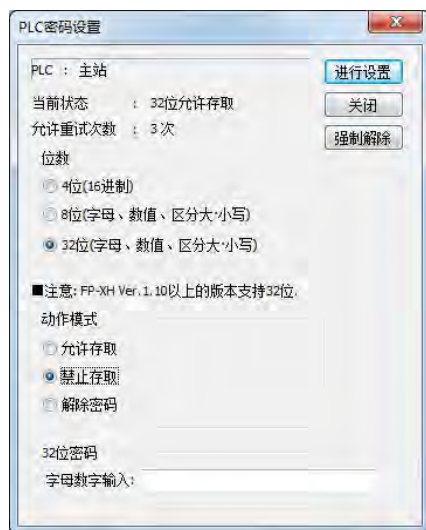 PLC密码设置
PLC : 主站
进行设置
当前状态 : 32位允许存取
关闭
允许重试次数 : 3次
强制解除
位数
4位(16进制)
8位(字母、数值、区分大·小写)
32位(字母、数值、区分大·小写)
■注意: FP-XH Ver.1.10以上的版本支持32位.
动作模式
允许存取
禁止存取
解除密码
32位密码
字母数字输入: